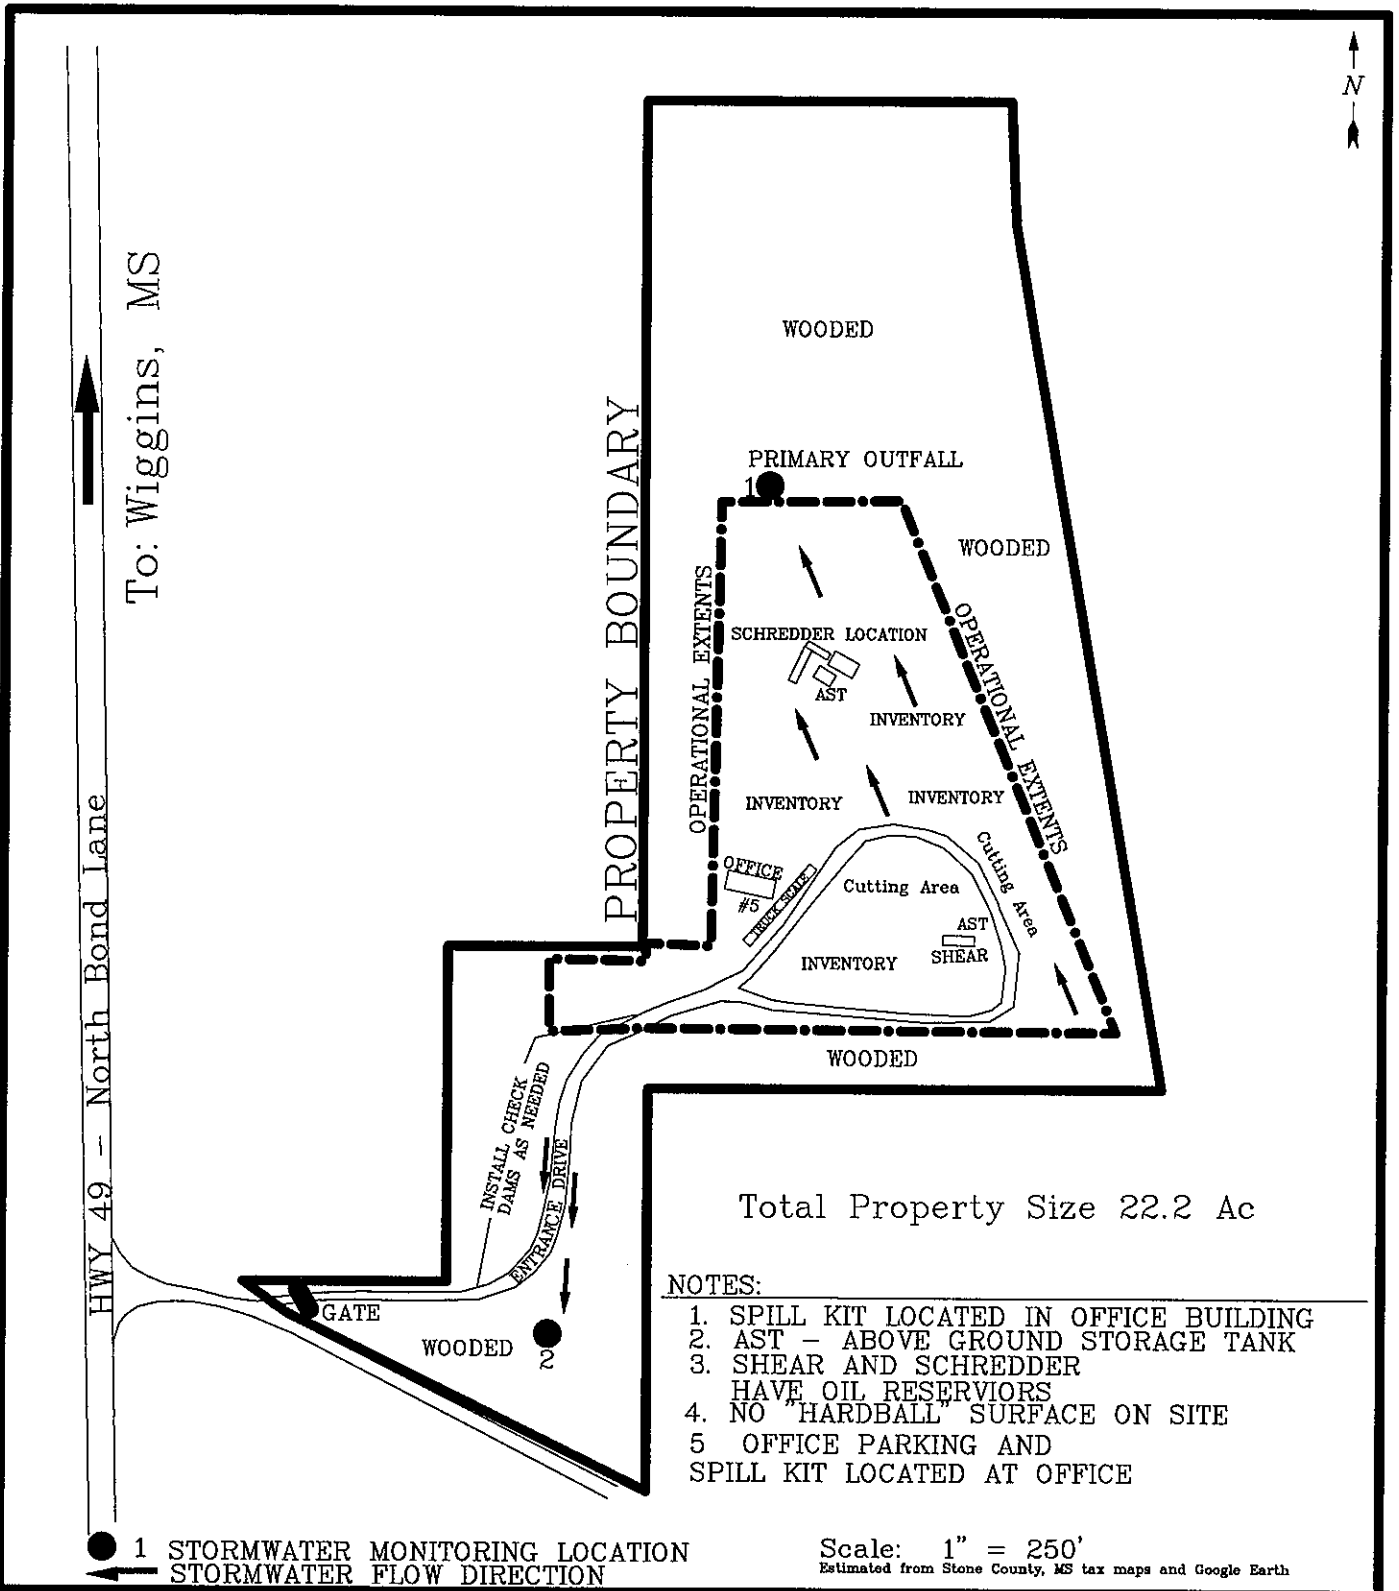 N
To: Wiggins, MS
HWY 49 - North Bond Lane
PROPERTY BOUNDARY
WOODED
PRIMARY OUTFALL
1
WOODED
OPERATIONAL EXTENTS
OPERATIONAL EXTENTS
SCHREDDER LOCATION
AST
INVENTORY
INVENTORY
INVENTORY
OFFICE
#5
TRUCK SCALE
Cutting Area
Cutting Area
AST
SHEAR
INVENTORY
WOODED
INSTALL CHECK
DAMS AS NEEDED
ENTRANCE DRIVE
GATE
WOODED
2
Total Property Size 22.2 Ac
NOTES:
1. SPILL KIT LOCATED IN OFFICE BUILDING
2. AST - ABOVE GROUND STORAGE TANK
3. SHEAR AND SCHREDDER
HAVE OIL RESERVIORS
4. NO "HARDBALL" SURFACE ON SITE
5 OFFICE PARKING AND
SPILL KIT LOCATED AT OFFICE
1 STORMWATER MONITORING LOCATION
STORMWATER FLOW DIRECTION
Scale: 1" = 250'
Estimated from Stone County, MS tax maps and Google Earth